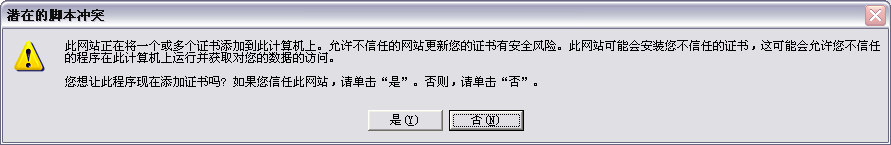 潜在的脚本冲突
此网站正在将一个或多个证书添加到此计算机上。允许不信任的网站更新您的证书有安全风险。此网站可能会安装您不信任的证书，这可能会允许您不信任
的程序在此计算机上运行并获取对您的数据的访问。
您想让此程序现在添加证书吗? 如果您信任此网站，请单击“是”。否则，请单击“否”。
是(Y) 否(N)